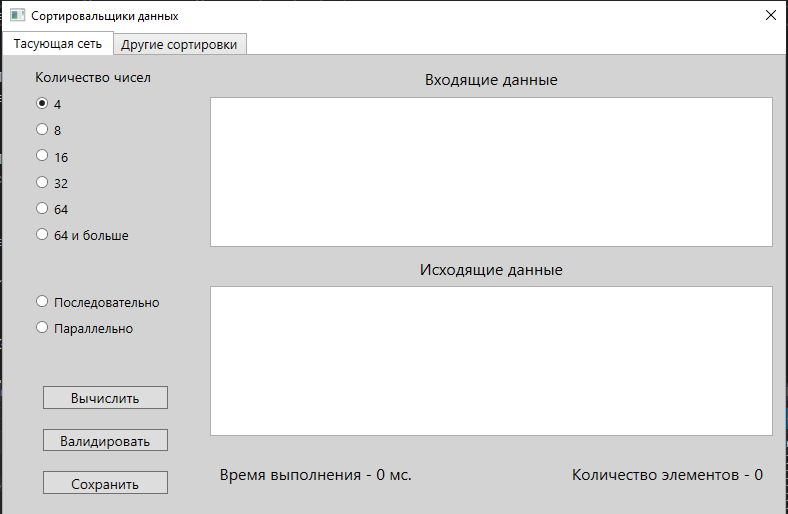 Сортировальщики данных
Тасующая сеть
Другие сортировки
Количество чисел
4
8
16
32
64
64 и больше
Последовательно
Параллельно
Вычислить
Валидировать
Сохранить
Входящие данные
Исходящие данные
Время выполнения - 0 мс.
Количество элементов - 0